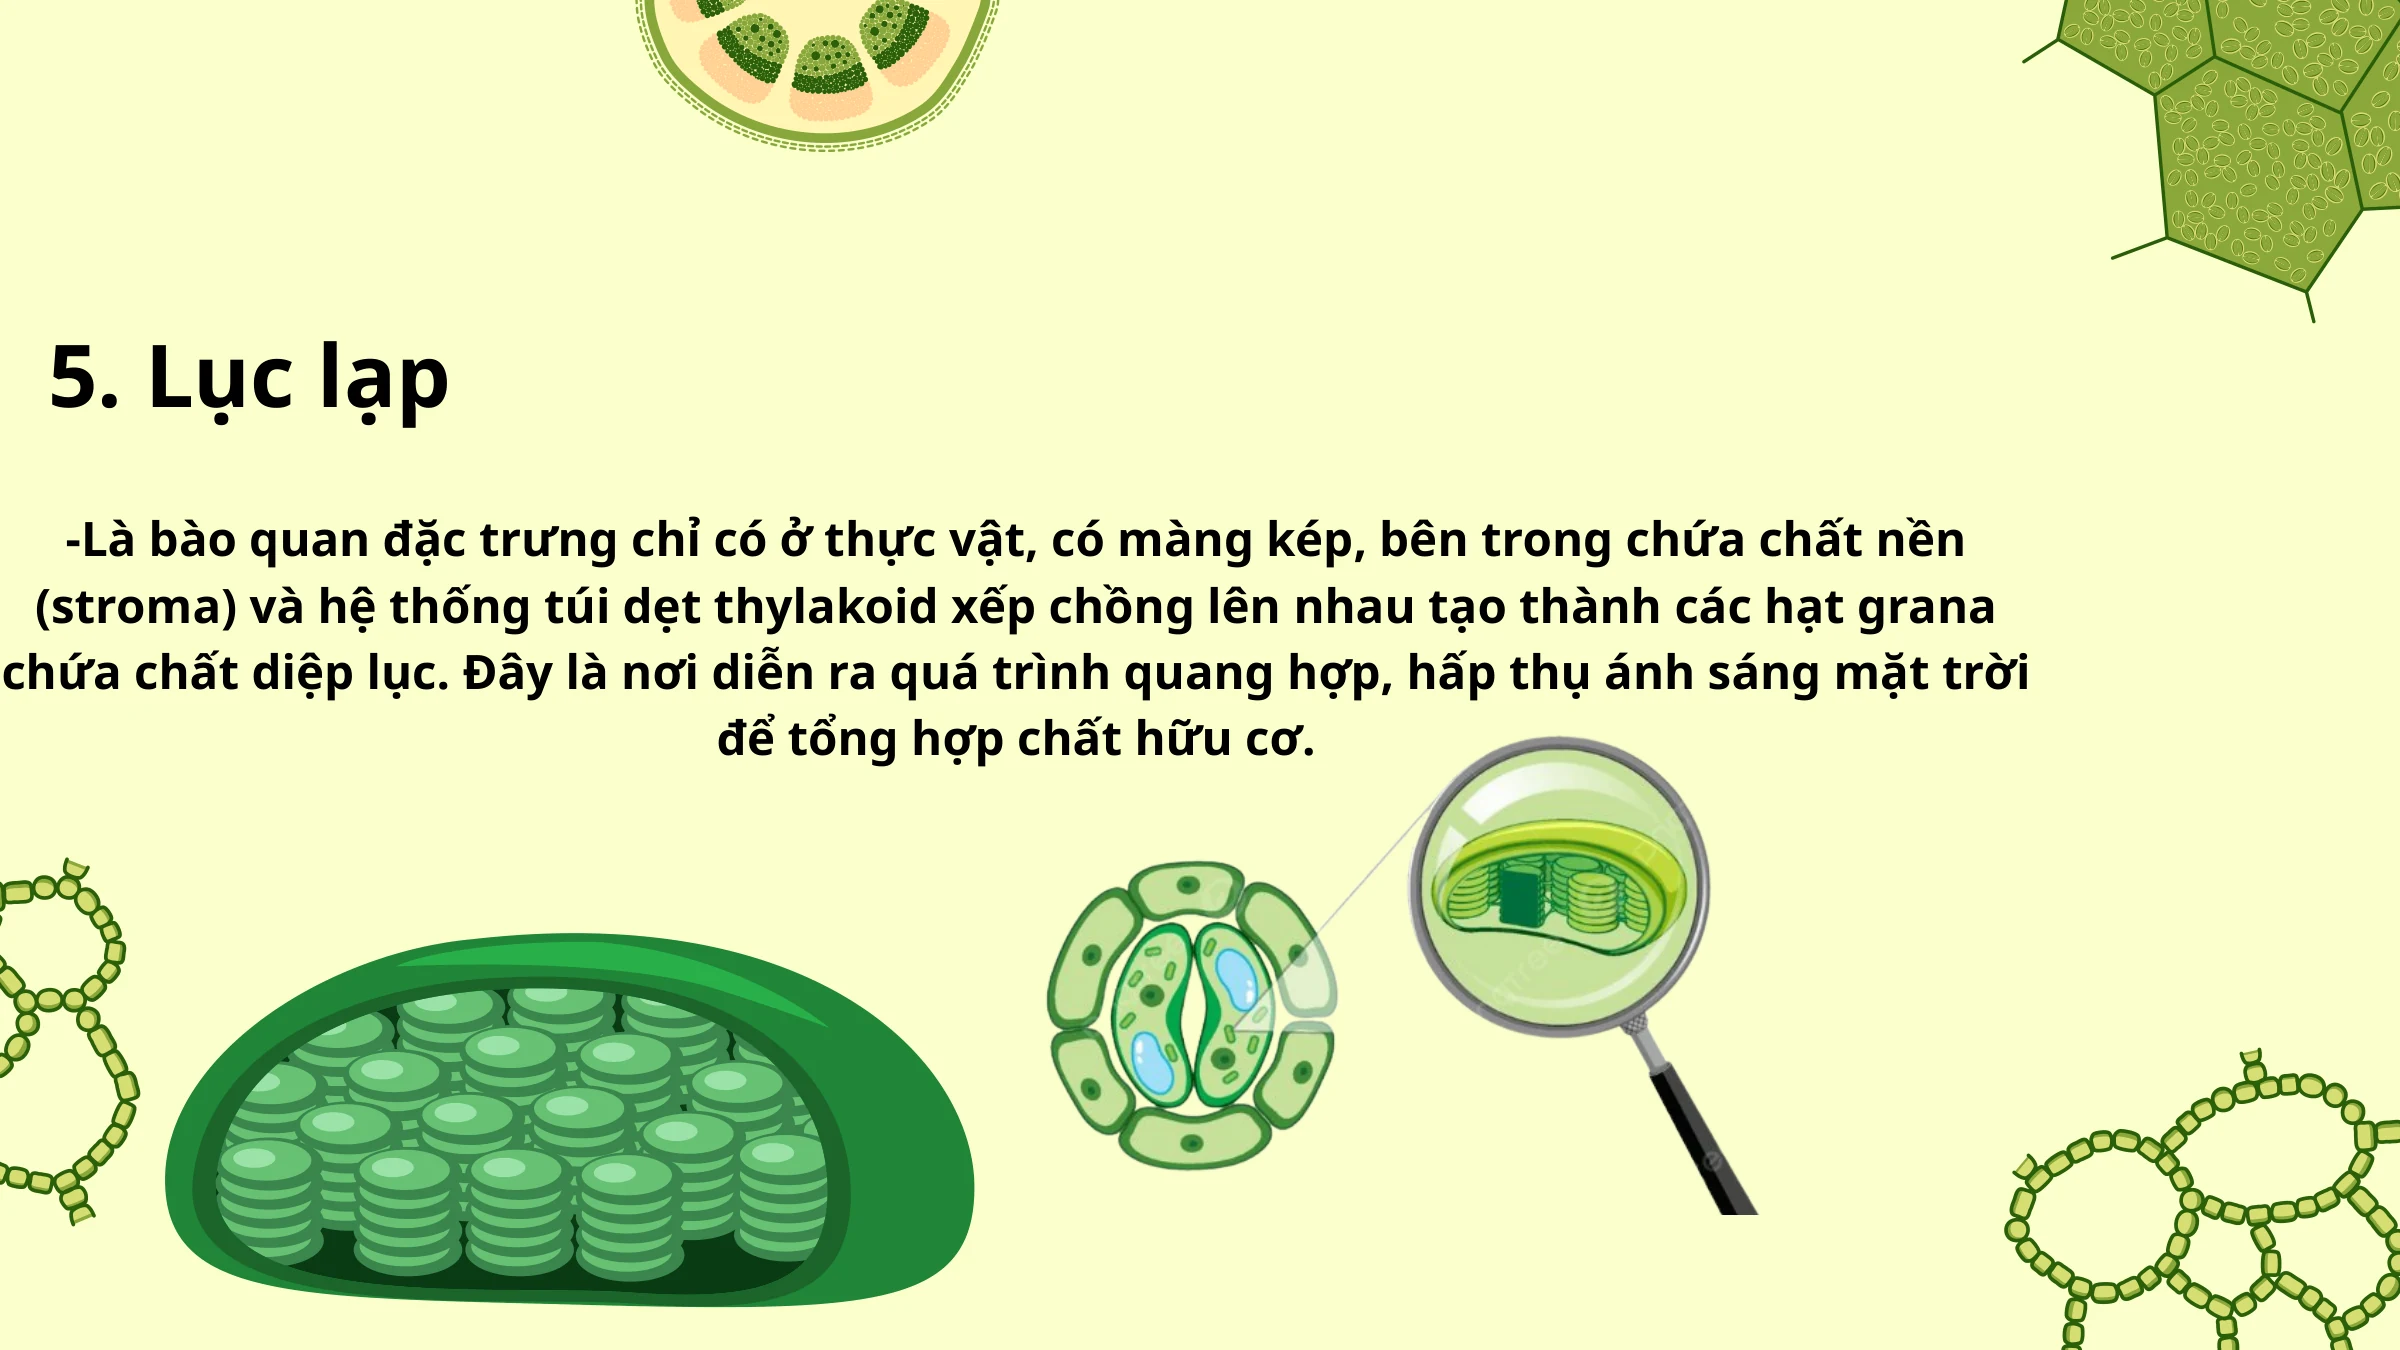 5. Lục lạp
-Là bào quan đặc trưng chỉ có ở thực vật, có màng kép, bên trong chứa chất nền
(stroma) và hệ thống túi dẹt thylakoid xếp chồng lên nhau tạo thành các hạt grana
chứa chất diệp lục. Đây là nơi diễn ra quá trình quang hợp, hấp thụ ánh sáng mặt trời
để tổng hợp chất hữu cơ.